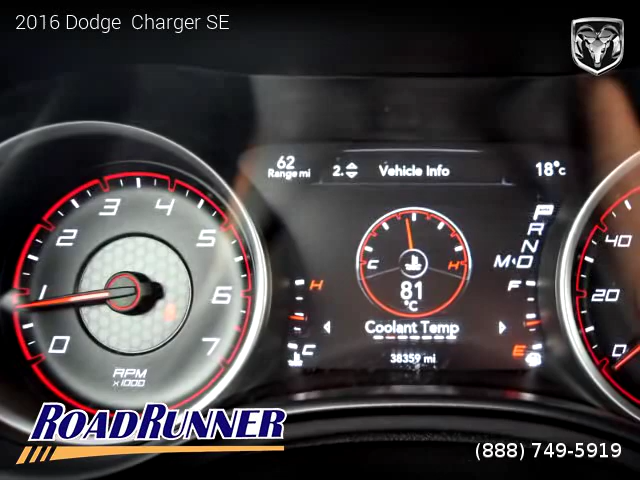 2016 Dodge Charger SE
62
Range mi
2.
Vehicle Info
18°C
0
1
2
3
4
5
6
7
RPM
x1000
H
C
C
H
81
°C
Coolant Temp
38359 mi
P
R
N
M D
F
E
0
20
40
ROADRUNNER
(888) 749-5919